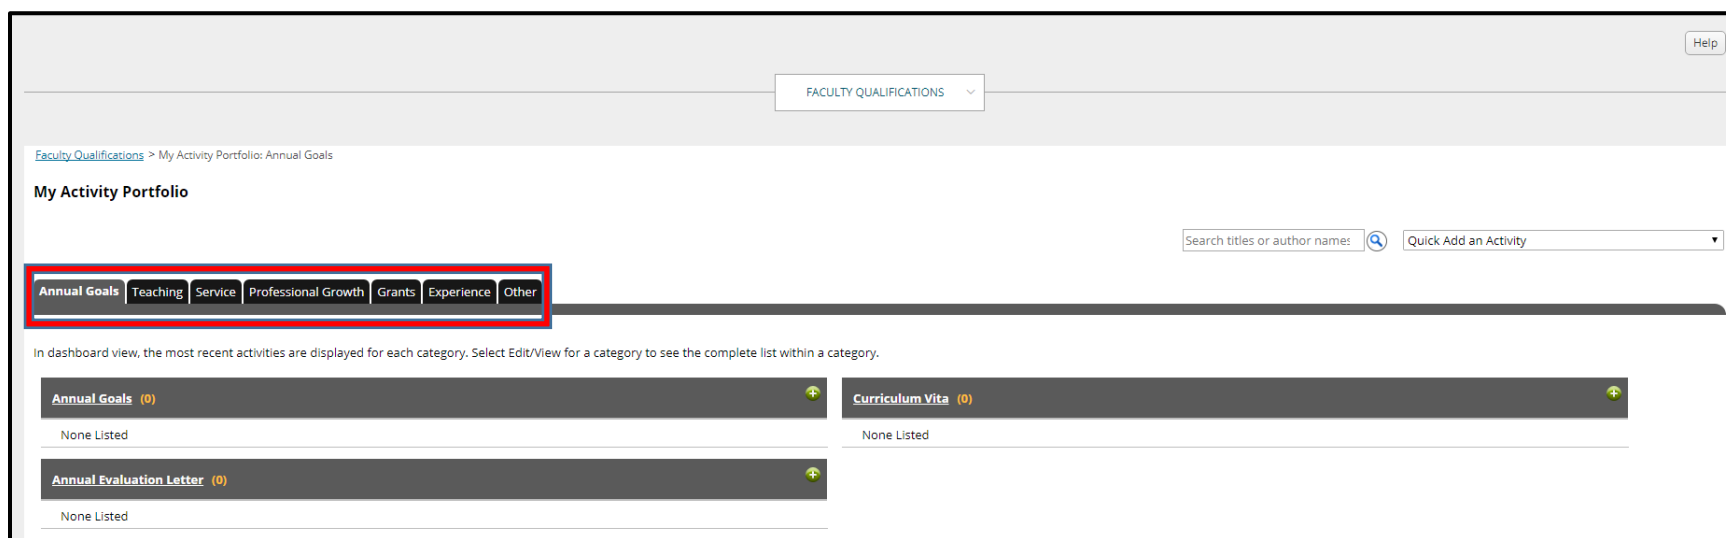 Help
FACULTY QUALIFICATIONS
Faculty Qualifications > My Activity Portfolio: Annual Goals
My Activity Portfolio
Search titles or author names Quick Add an Activity
Annual Goals Teaching Service Professional Growth Grants Experience Other
In dashboard view, the most recent activities are displayed for each category. Select Edit/View for a category to see the complete list within a category.
Annual Goals (0)
None Listed
Curriculum Vita (0)
None Listed
Annual Evaluation Letter (0)
None Listed